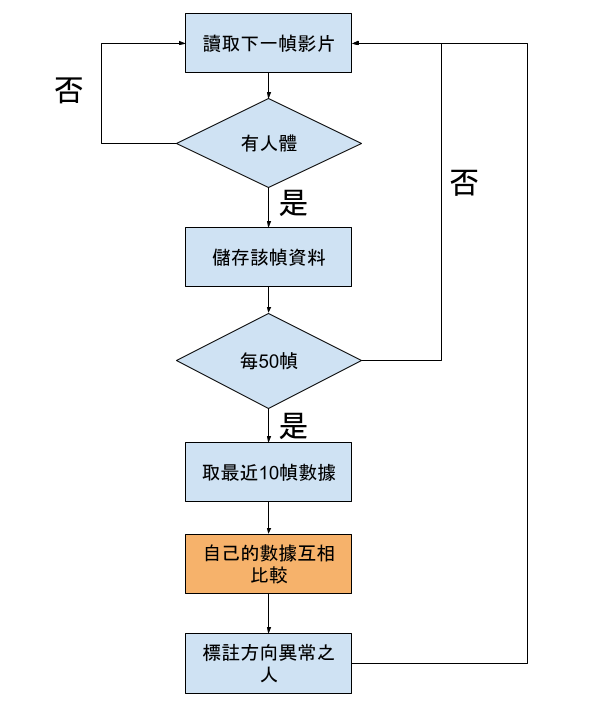 讀取下一幀影片
否
有人體
是
否
儲存該幀資料
每50幀
是
取最近10幀數據
自己的數據互相
比較
標註方向異常之
人